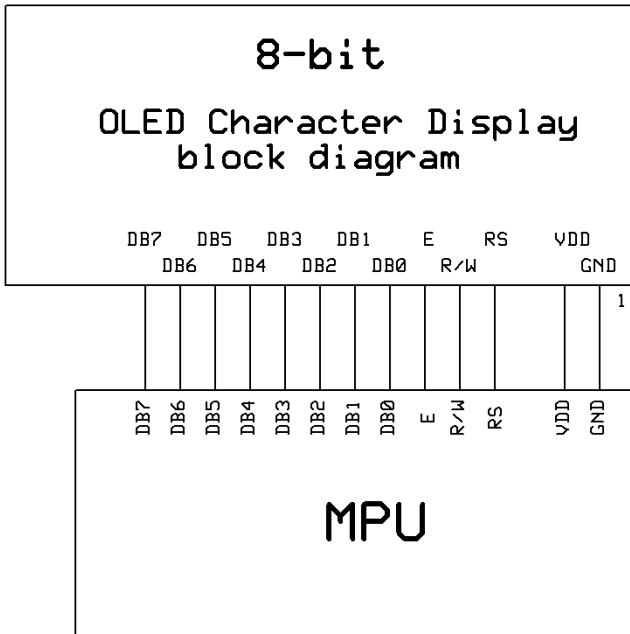 8-bit
OLED Character Display
block diagram
DB7 DB5 DB3 DB1 E RS VDD
DB6 DB4 DB2 DB0 R/W GND
1
DB7 DB6 DB5 DB4 DB3 DB2 DB1 DB0 E R/W RS VDD GND
MPU